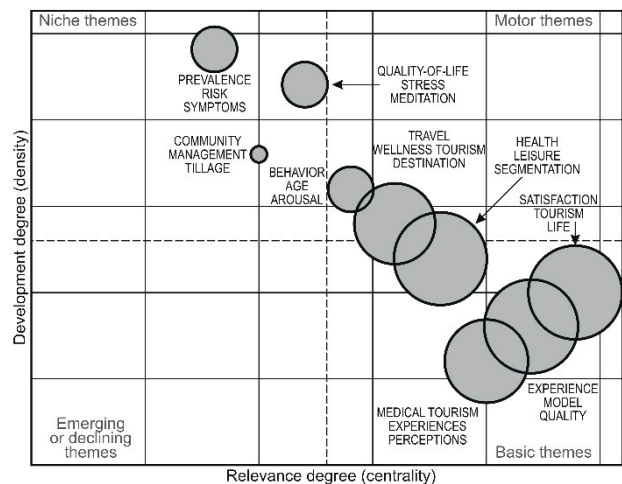 Niche themes
Motor themes
PREVALENCE
RISK
SYMPTOMS
QUALITY-OF-LIFE
STRESS
MEDITATION
COMMUNITY
MANAGEMENT
TILLAGE
BEHAVIOR
AGE
AROUSAL
TRAVEL
WELLNESS TOURISM
DESTINATION
HEALTH
LEISURE
SEGMENTATION
SATISFACTION
TOURISM
LIFE
Development degree (density)
MEDICAL TOURISM
EXPERIENCES
PERCEPTIONS
EXPERIENCE
MODEL
QUALITY
Emerging
or declining
themes
Basic themes
Relevance degree (centrality)